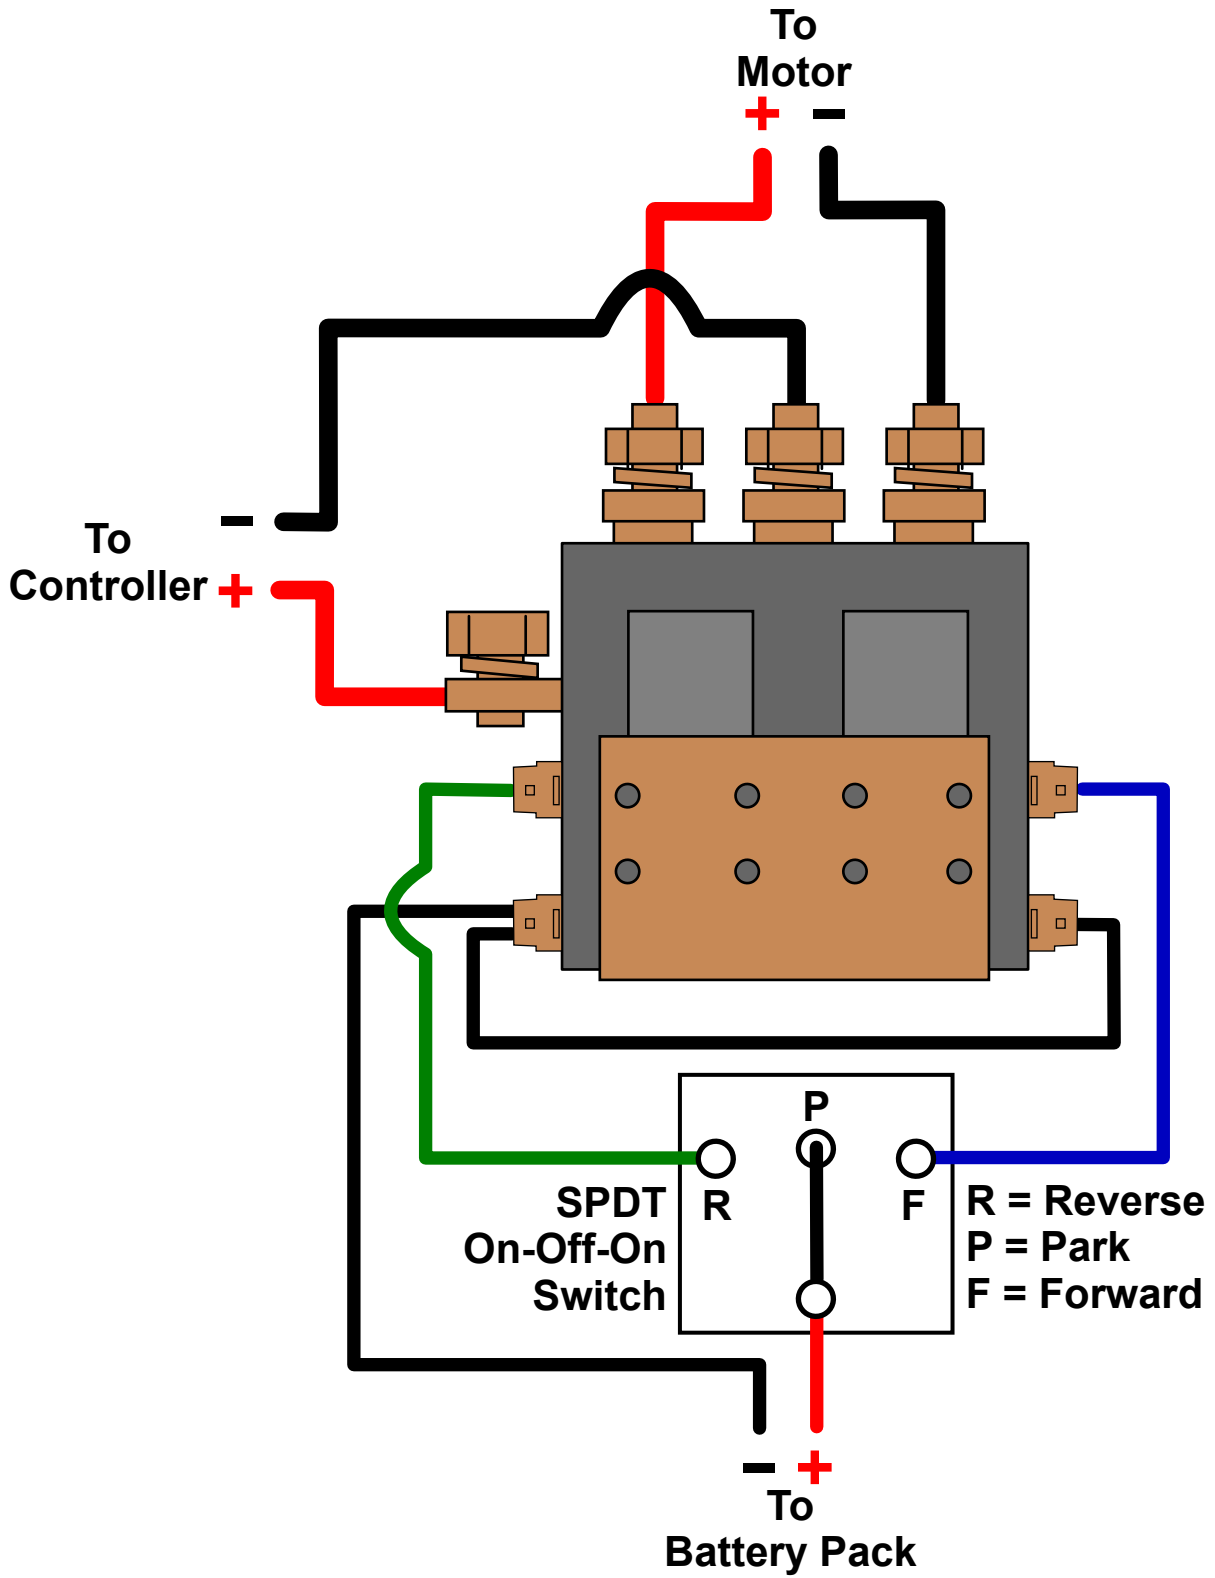 To
Motor
+ −
−
To
Controller
+
P
R
F
SPDT
On-Off-On
Switch
R = Reverse
P = Park
F = Forward
− +
To
Battery Pack